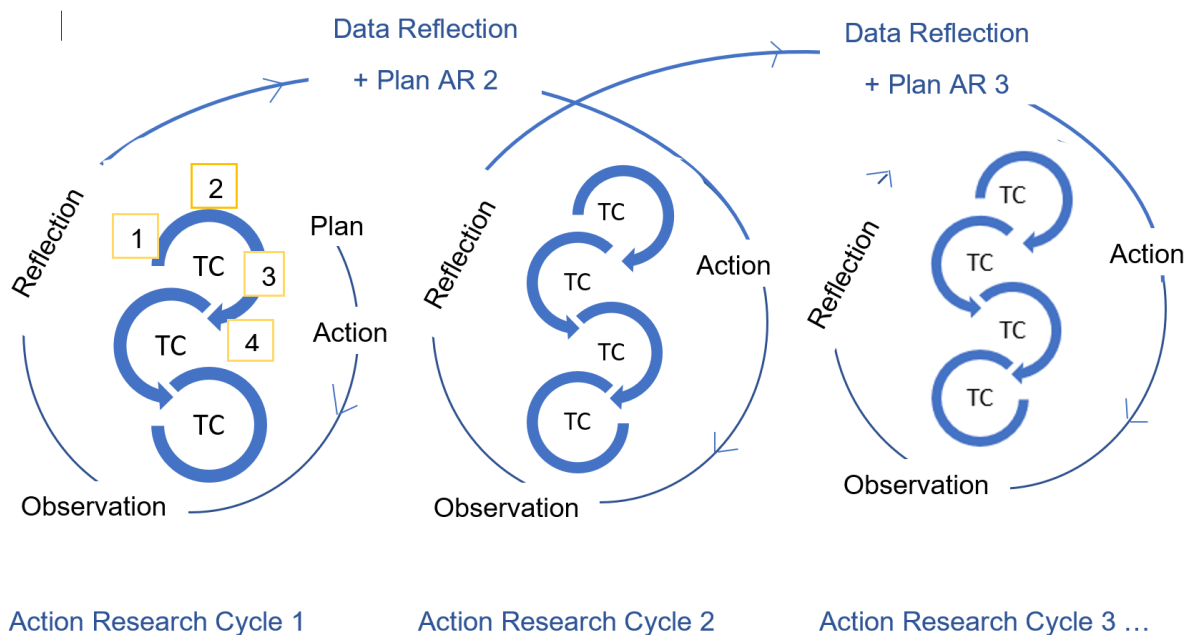 Data Reflection
+ Plan AR 2
Data Reflection
+ Plan AR 3
Reflection
1
2
3
4
TC
TC
TC
Plan
Action
Observation
Reflection
TC
TC
TC
TC
Action
Observation
Reflection
TC
TC
TC
TC
Action
Observation
Action Research Cycle 1
Action Research Cycle 2
Action Research Cycle 3 ...